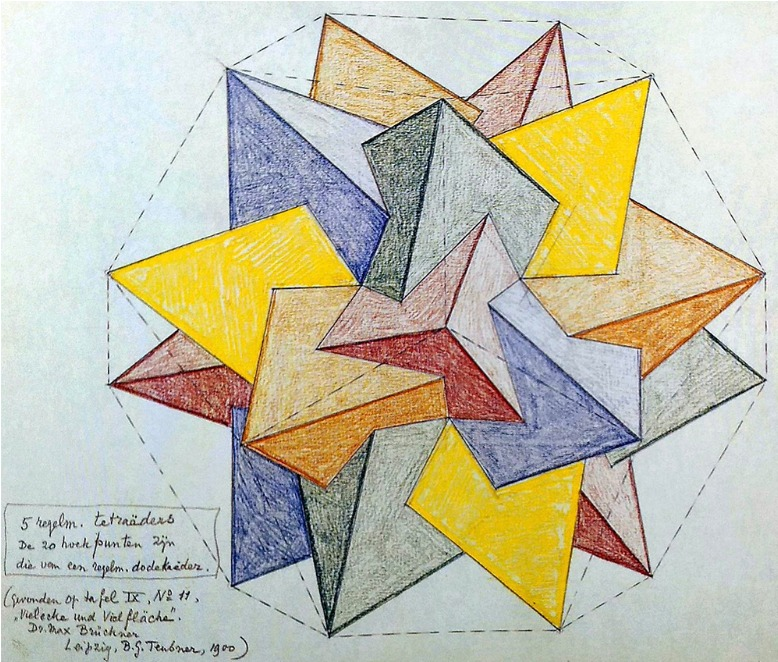 5 regelm. tetraëders
De 20 hoekpunten zijn
die van een regelm. dodekaëder.
(gevonden op tafel IX, No 11,
„Vielecke und Vielfläche".
Dr. Max Brückner
Leipzig, B.G. Teubner, 1900)